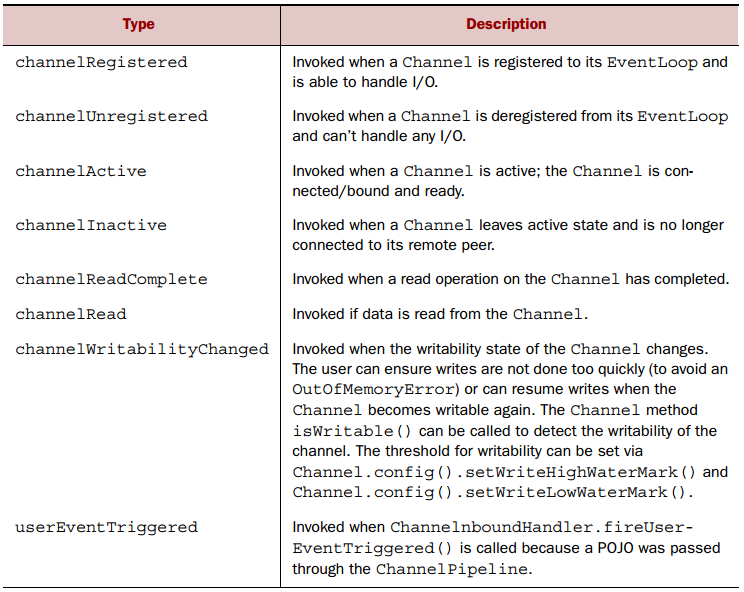 Type Description
channelRegistered Invoked when a Channel is registered to its EventLoop and
is able to handle I/O.
channelUnregistered Invoked when a Channel is deregistered from its EventLoop
and can't handle any I/O.
channelActive Invoked when a Channel is active; the Channel is con-
nected/bound and ready.
channelInactive Invoked when a Channel leaves active state and is no longer
connected to its remote peer.
channelReadComplete Invoked when a read operation on the Channel has completed.
channelRead Invoked if data is read from the Channel.
channelWritabilityChanged Invoked when the writability state of the Channel changes.
The user can ensure writes are not done too quickly (to avoid an
OutOfMemoryError) or can resume writes when the
Channel becomes writable again. The Channel method
isWritable() can be called to detect the writability of the
channel. The threshold for writability can be set via
Channel.config().setWriteHighWaterMark() and
Channel.config().setWriteLowWaterMark().
userEventTriggered Invoked when ChannelnboundHandler.fireUser-
EventTriggered() is called because a POJO was passed
through the ChannelPipeline.